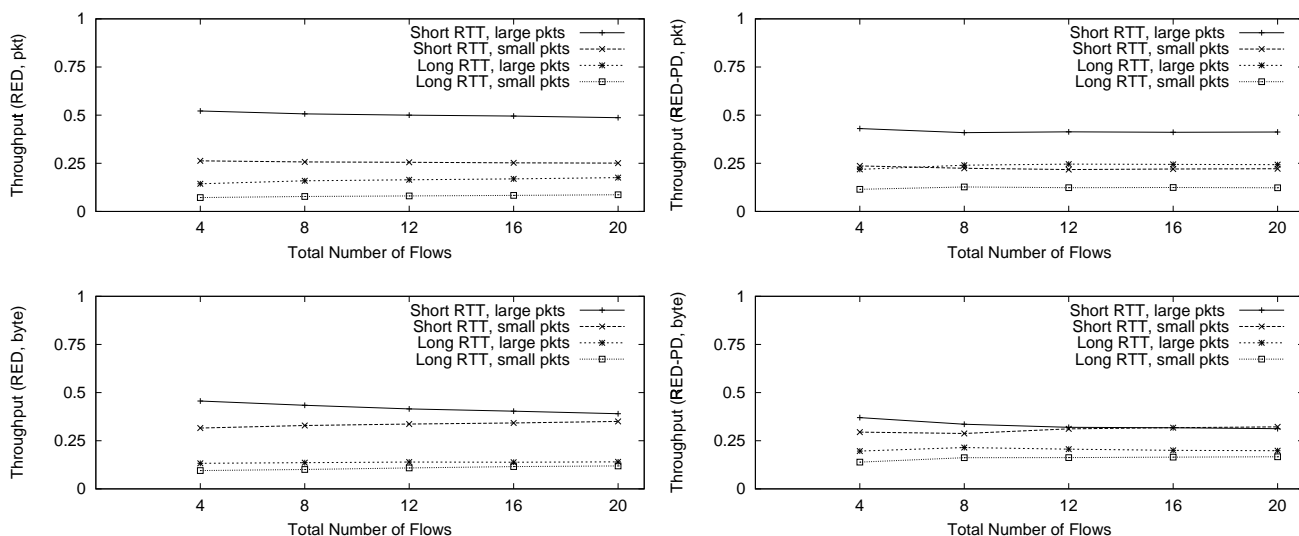 Throughput (RED, pkt)
1
0.75
0.5
0.25
0
Short RTT, large pkts
Short RTT, small pkts
Long RTT, large pkts
Long RTT, small pkts
4 8 12 16 20
Total Number of Flows
Throughput (RED-PD, pkt)
1
0.75
0.5
0.25
0
Short RTT, large pkts
Short RTT, small pkts
Long RTT, large pkts
Long RTT, small pkts
4 8 12 16 20
Total Number of Flows
Throughput (RED, byte)
1
0.75
0.5
0.25
0
Short RTT, large pkts
Short RTT, small pkts
Long RTT, large pkts
Long RTT, small pkts
4 8 12 16 20
Total Number of Flows
Throughput (RED-PD, byte)
1
0.75
0.5
0.25
0
Short RTT, large pkts
Short RTT, small pkts
Long RTT, large pkts
Long RTT, small pkts
4 8 12 16 20
Total Number of Flows